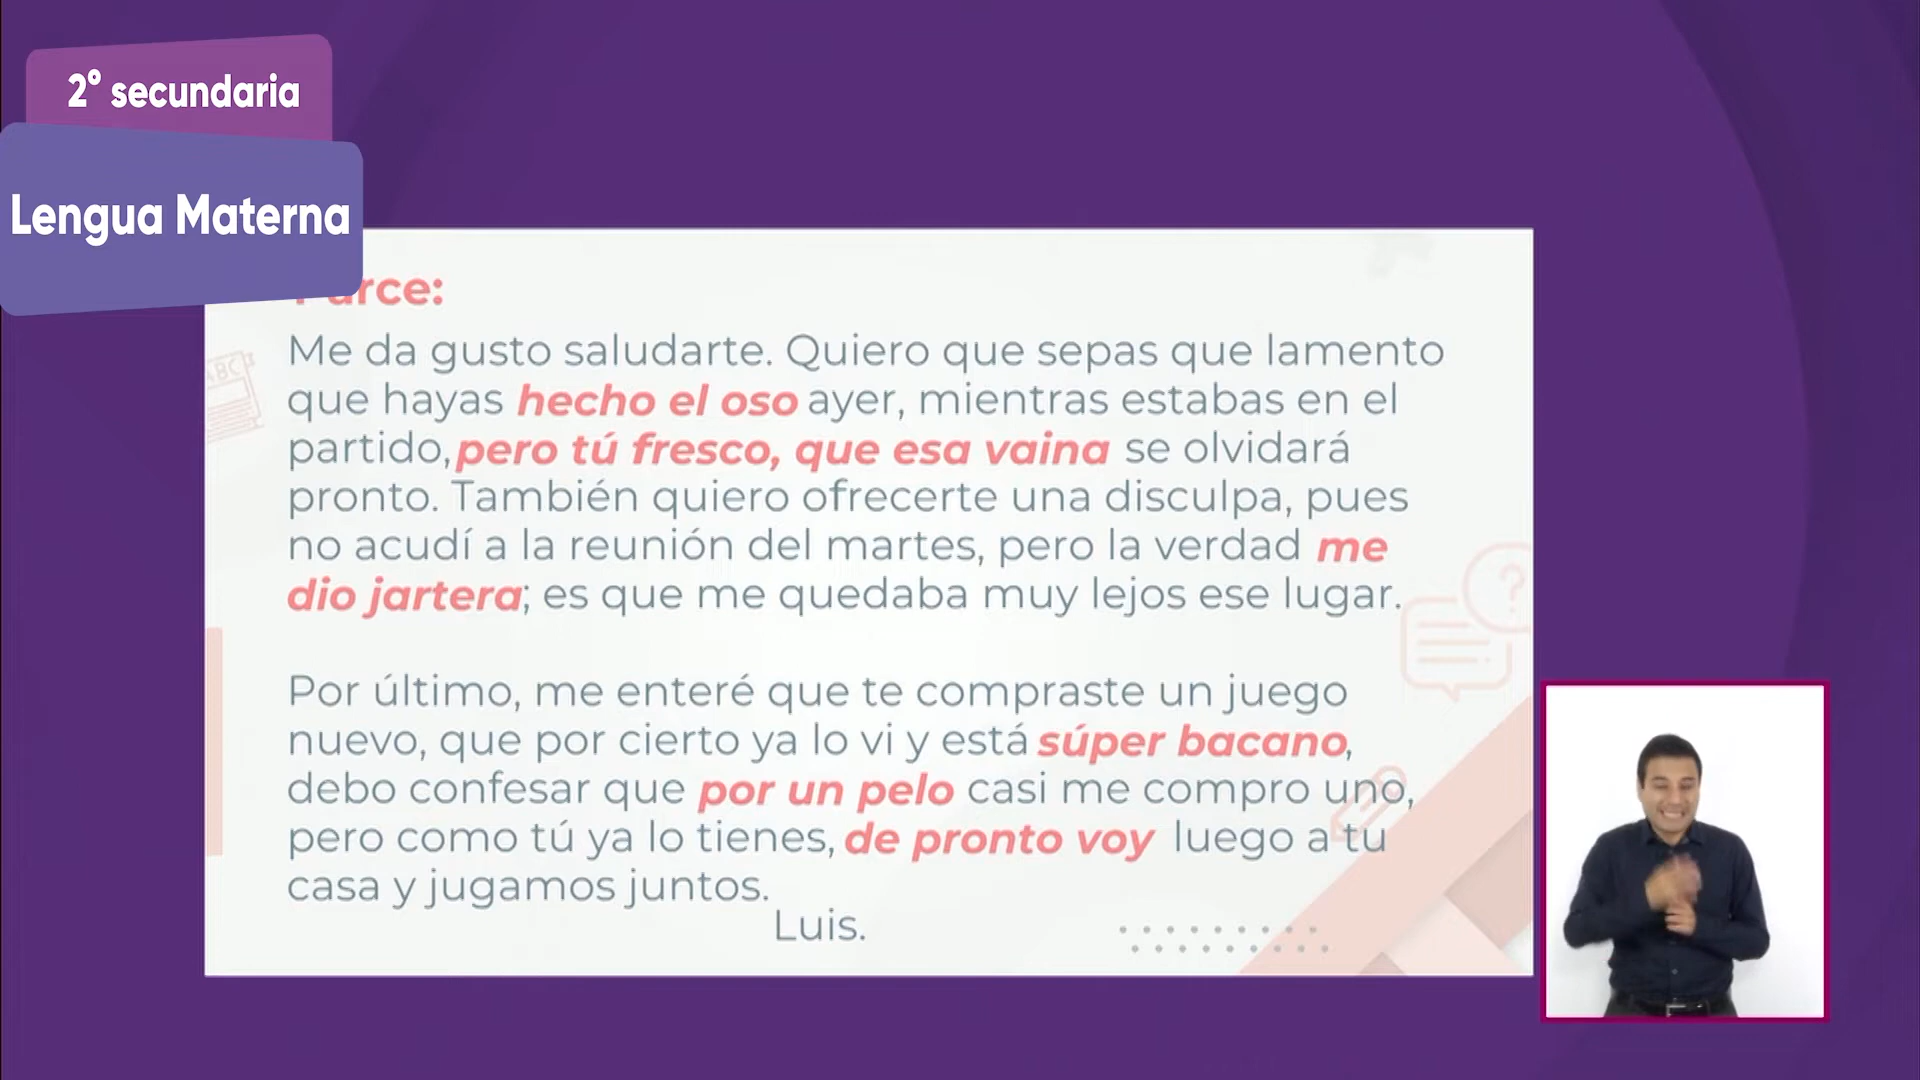 2° secundaria
Lengua Materna
Parce:
Me da gusto saludarte. Quiero que sepas que lamento
que hayas hecho el oso ayer, mientras estabas en el
partido, pero tú fresco, que esa vaina se olvidará
pronto. También quiero ofrecerte una disculpa, pues
no acudí a la reunión del martes, pero la verdad me
dio jartera; es que me quedaba muy lejos ese lugar.
Por último, me enteré que te compraste un juego
nuevo, que por cierto ya lo vi y está súper bacano,
debo confesar que por un pelo casi me compro uno,
pero como tú ya lo tienes, de pronto voy luego a tu
casa y jugamos juntos.
Luis.
ABC
?